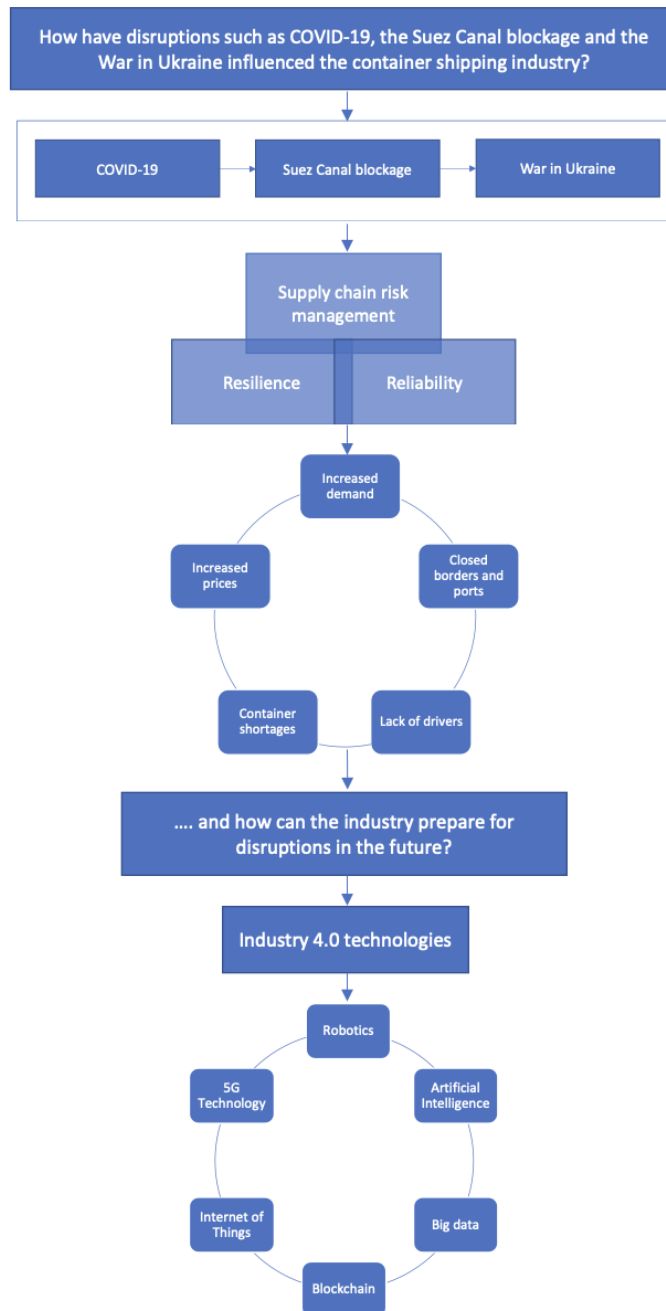 How have disruptions such as COVID-19, the Suez Canal blockage and the
War in Ukraine influenced the container shipping industry?
COVID-19
Suez Canal blockage
War in Ukraine
Supply chain risk
management
Resilience
Reliability
Increased
demand
Increased
prices
Closed
borders and
ports
Container
shortages
Lack of drivers
.... and how can the industry prepare for
disruptions in the future?
Industry 4.0 technologies
Robotics
5G
Technology
Artificial
Intelligence
Internet of
Things
Big data
Blockchain